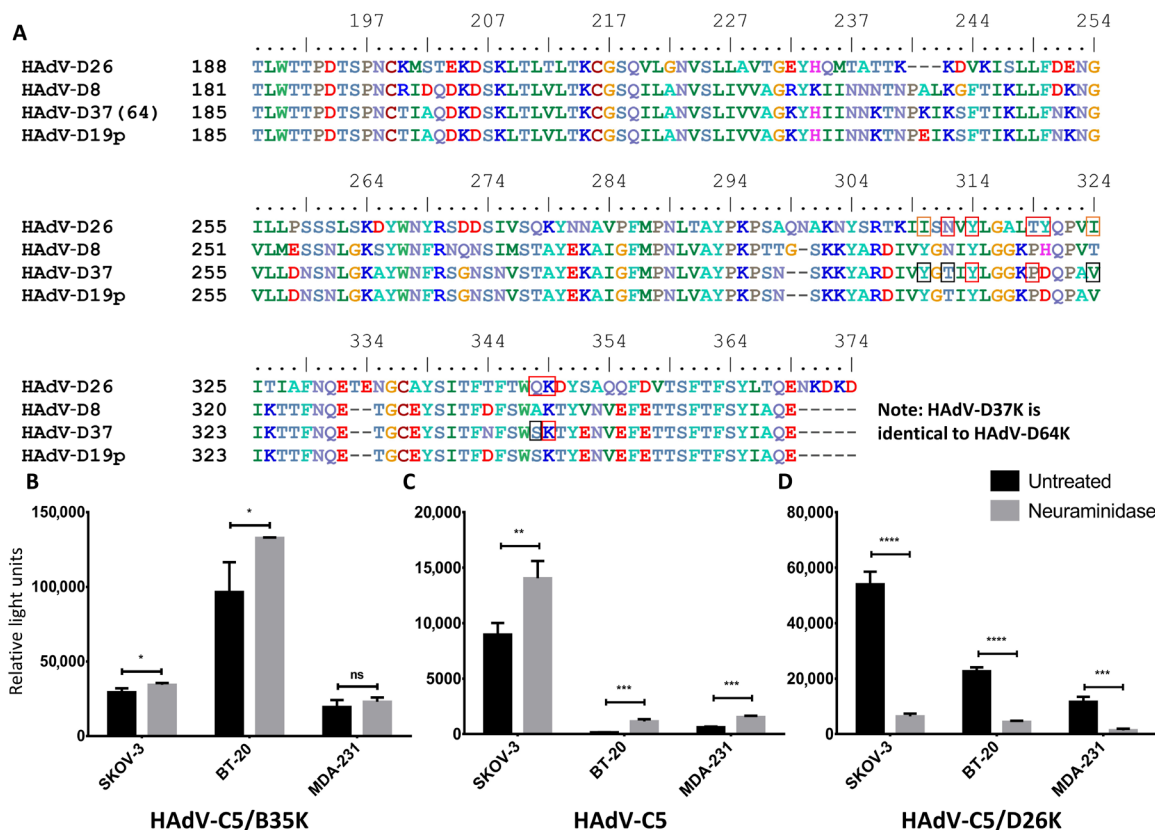 A
197 207 217 227 237 244 254
HAdV-D26 188 TLWTTPDTSPNCKMSTEKDSKLTLTLTKCGSQVLGNVSLLAVTGEYHQMTATTK---KDVKISLLFDENG
HAdV-D8 181 TLWTTPDTSPNCRIDQDKDSKLTLVLTKCGSQILANVSLIVVAGRYKIINNNTNPALKGFTIKLLFDKNG
HAdV-D37(64) 185 TLWTTPDTSPNCTIAQDKDSKLTLVLTKCGSQILANVSLIVVAGKYHIINNKTNPKIKSFTIKLLFNKNG
HAdV-D19p 185 TLWTTPDTSPNCTIAQDKDSKLTLVLTKCGSQILANVSLIVVAGKYHIINNKTNPEIKSFTIKLLFNKNG
264 274 284 294 304 314 324
HAdV-D26 255 ILLPSSSLSKDYWNYRSDDSIVSQKYNNAVPFMPNLTAYPKPSAQNAKNYSRTKIISNVYLGALTYQPVI
HAdV-D8 251 VLMESSNLGKSYWNFRNQNSIMSTAYEKAIGFMPNLVAYPKPTTG-SKKYARDIVYGNIYLGGKPHQPVT
HAdV-D37 255 VLLDNSNLGKAYWNFRSGNSNVSTAYEKAIGFMPNLVAYPKPSN--SKKYARDIVYGTIYLGGKPDQPAV
HAdV-D19p 255 VLLDNSNLGKAYWNFRSGNSNVSTAYEKAIGFMPNLVAYPKPSN--SKKYARDIVYGTIYLGGKPDQPAV
334 344 354 364 374
HAdV-D26 325 ITIAFNQETENGCAYSITFTFTWQKDYSAQQFDVTSFTFSYLTQENKDKD
HAdV-D8 320 IKTTFNQE--TGCEYSITFDFSWAKTYVNVEFETTSFTFSYIAQE-----
HAdV-D37 323 IKTTFNQE--TGCEYSITFNFSWSKTYENVEFETTSFTFSYIAQE-----
HAdV-D19p 323 IKTTFNQE--TGCEYSITFDFSWSKTYENVEFETTSFTFSYIAQE-----
Note: HAdV-D37K is
identical to HAdV-D64K
B
Relative light units
150,000
100,000
50,000
0
*
*
ns
SKOV-3 BT-20 MDA-231
HAdV-C5/B35K
C
20,000
15,000
10,000
5000
0
**
***
***
SKOV-3 BT-20 MDA-231
HAdV-C5
D
Untreated
Neuraminidase
80,000
60,000
40,000
20,000
0
****
****
***
SKOV-3 BT-20 MDA-231
HAdV-C5/D26K